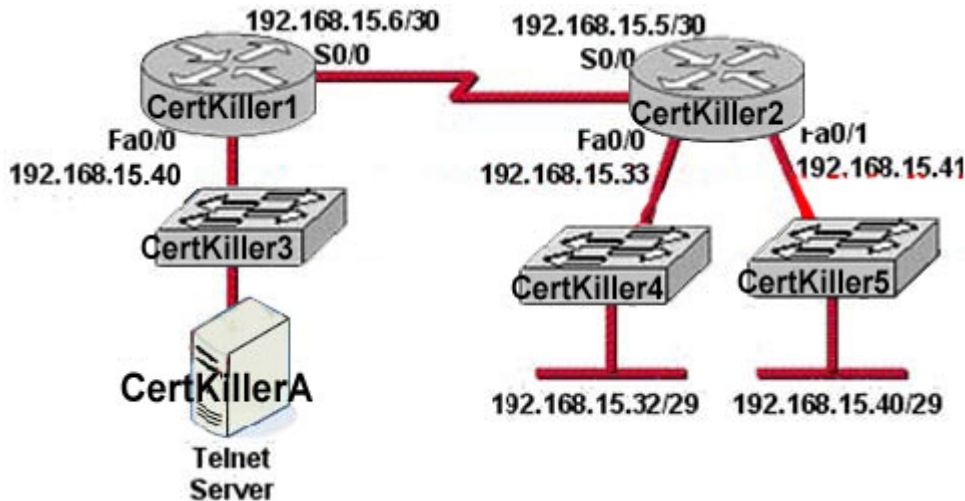 192.168.15.6/30
S0/0
192.168.15.5/30
S0/0
CertKiller1
CertKiller2
Fa0/0
192.168.15.40
Fa0/0
192.168.15.33
Fa0/1
192.168.15.41
CertKiller3
CertKiller4
CertKiller5
CertKillerA
192.168.15.32/29
192.168.15.40/29
Telnet
Server